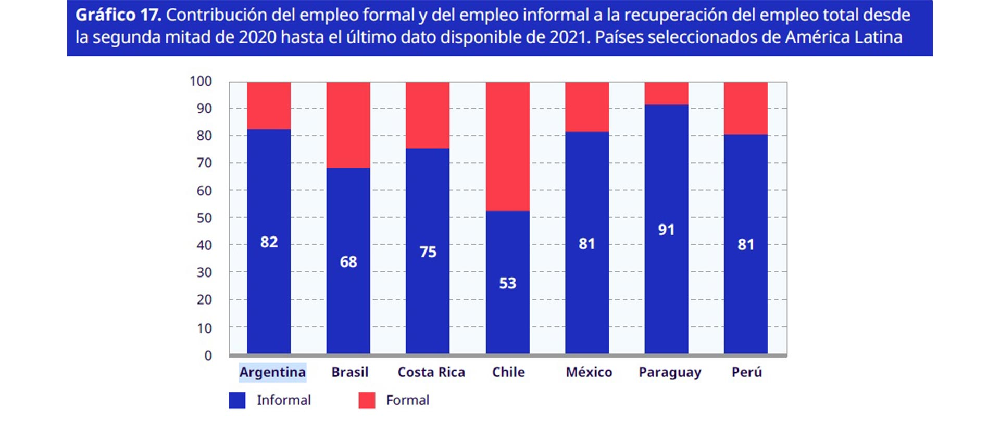 Gráfico 17. Contribución del empleo formal y del empleo informal a la recuperación del empleo total desde
la segunda mitad de 2020 hasta el último dato disponible de 2021. Países seleccionados de América Latina
100
90
80
70
60
50
40
30
20
10
0
82
68
75
53
81
91
81
Argentina
Brasil
Costa Rica
Chile
México
Paraguay
Perú
Informal
Formal